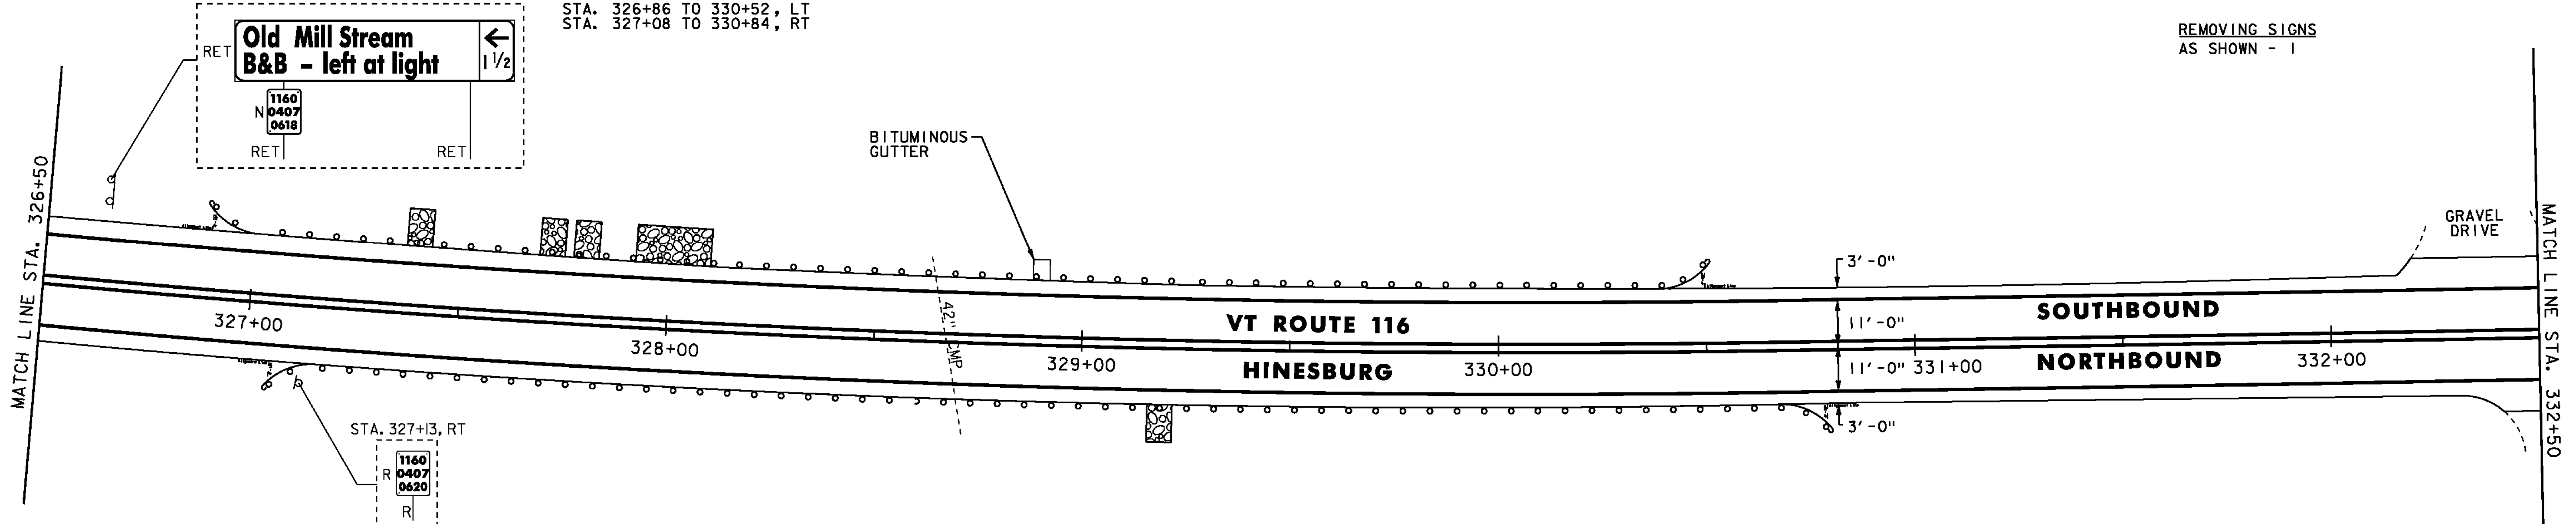 STA. 326+86 TO 330+52, LT
STA. 327+08 TO 330+84, RT
REMOVING SIGNS
AS SHOWN - 1
RET
Old Mill Stream
B&B - left at light
←
1 1/2
N
1160
0407
0618
RET
RET
BITUMINOUS
GUTTER
MATCH LINE STA. 326+50
MATCH LINE STA. 332+50
GRAVEL
DRIVE
3'-0"
11'-0"
11'-0"
3'-0"
SOUTHBOUND
NORTHBOUND
VT ROUTE 116
HINESBURG
42" CMP
327+00
328+00
329+00
330+00
331+00
332+00
STA. 327+13, RT
R
1160
0407
0620
R